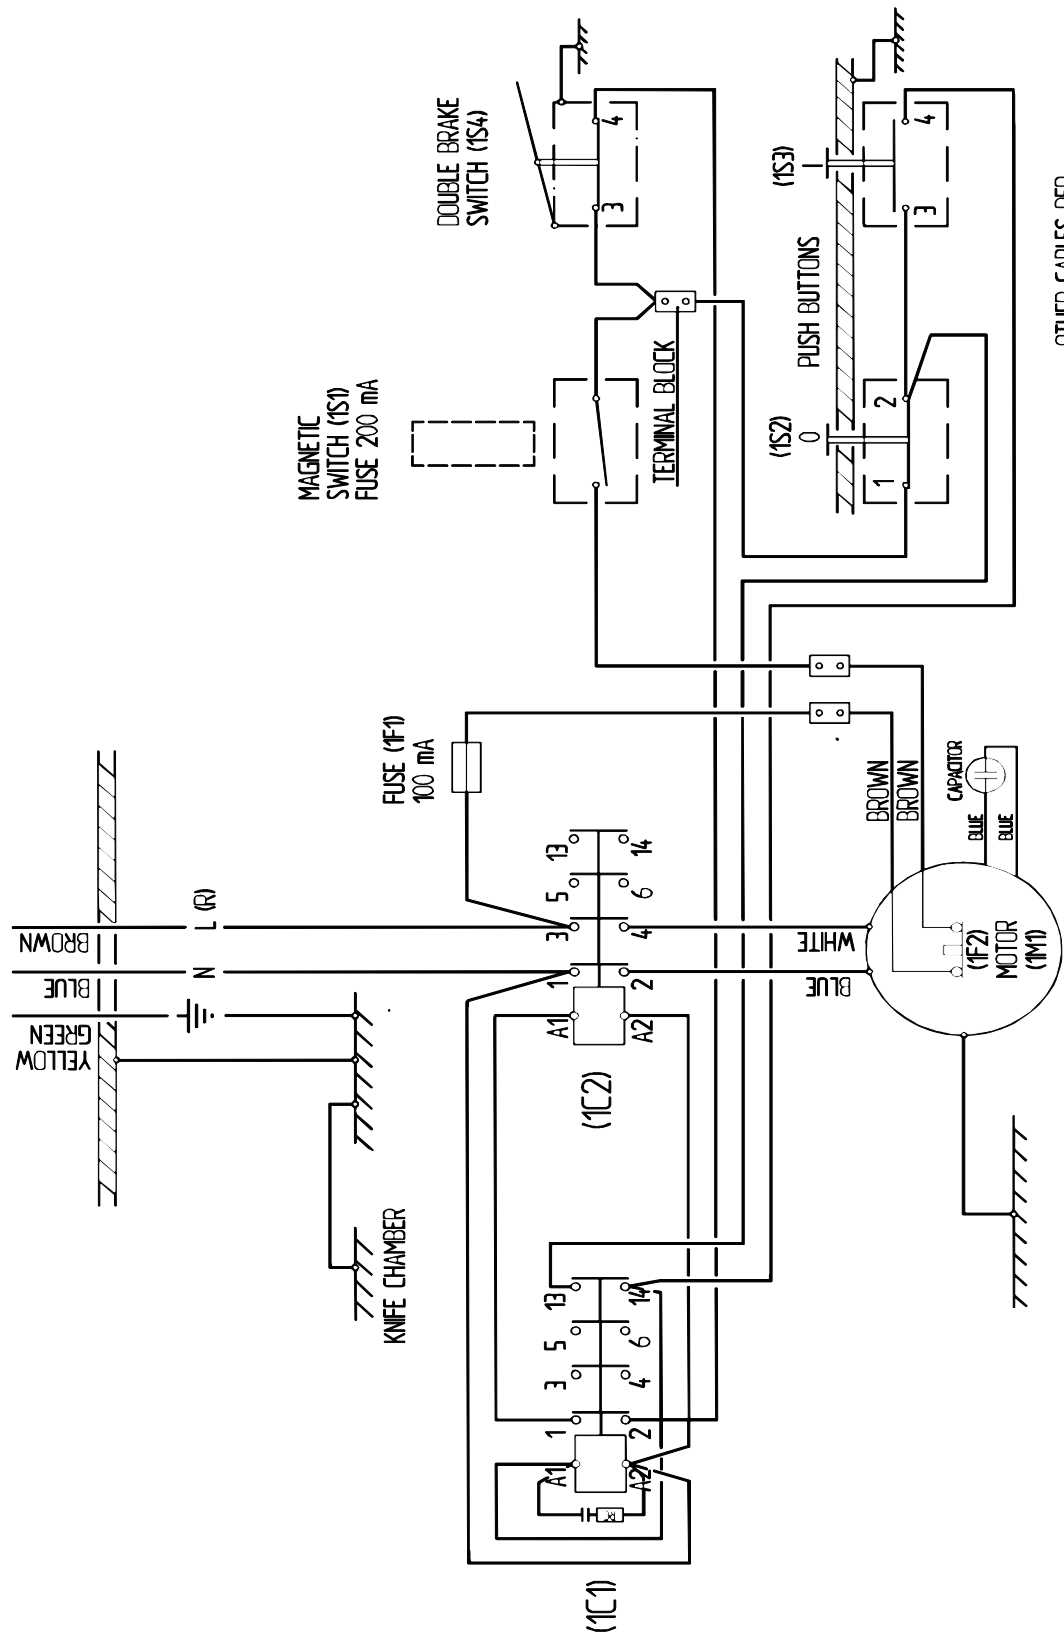 DOUBLE BRAKE
SWITCH (1S4)
3
4
MAGNETIC
SWITCH (1S1)
FUSE 200 mA
TERMINAL BLOCK
PUSH BUTTONS
(1S2)
0
1
2
(1S3)
I
3
4
FUSE (1F1)
100 mA
BROWN
L (R)
BLUE
N
YELLOW
GREEN
KNIFE CHAMBER
(1C2)
A1
1
3
5
13
A2
2
4
6
14
(1C1)
A1
1
3
5
13
A2
2
4
6
14
BLUE
WHITE
BROWN
BROWN
CAPACITOR
BLUE
BLUE
(1F2)
MOTOR
(1M1)